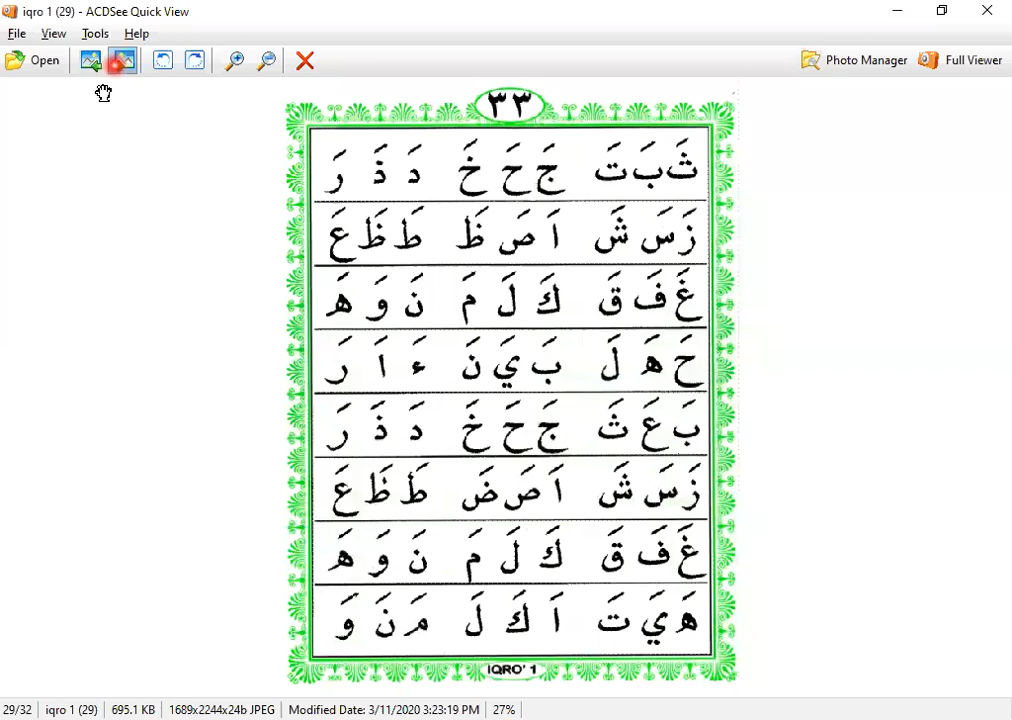 iqro 1 (29) - ACDSee Quick View
File View Tools Help
Open Photo Manager Full Viewer
٣٣
ثَ بَ تَ جَ حَ خَ دَ ذَ رَ
زَ سَ شَ اَ صَ ظَ طَ ظَ عَ
غَ فَ قَ كَ لَ مَ نَ وَ هَ
حَ هَ لَ بَ يَ نَ ءَ اَ رَ
بَ عَ ثَ جَ حَ خَ دَ ذَ رَ
زَ سَ شَ اَ صَ ضَ طَ ظَ عَ
غَ فَ قَ كَ لَ مَ نَ وَ هَ
هَ يَ تَ اَ كَ لَ مَ نَ وَ
IQRO' 1
29/32 iqro 1 (29) 695.1 KB 1689x2244x24b JPEG Modified Date: 3/11/2020 3:23:19 PM 27%